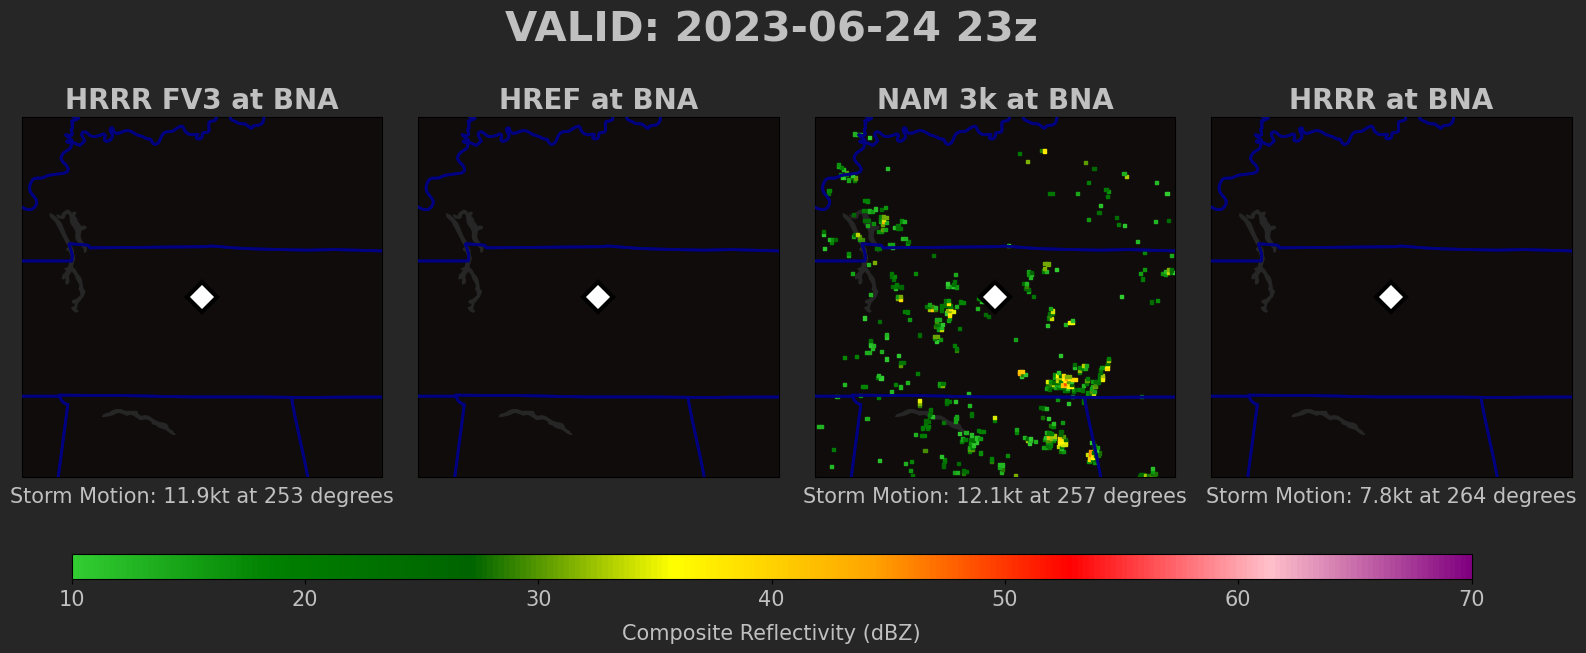 VALID: 2023-06-24 23z
HRRR FV3 at BNA
HREF at BNA
NAM 3k at BNA
HRRR at BNA
Storm Motion: 11.9kt at 253 degrees
Storm Motion: 12.1kt at 257 degrees
Storm Motion: 7.8kt at 264 degrees
10 20 30 40 50 60 70
Composite Reflectivity (dBZ)